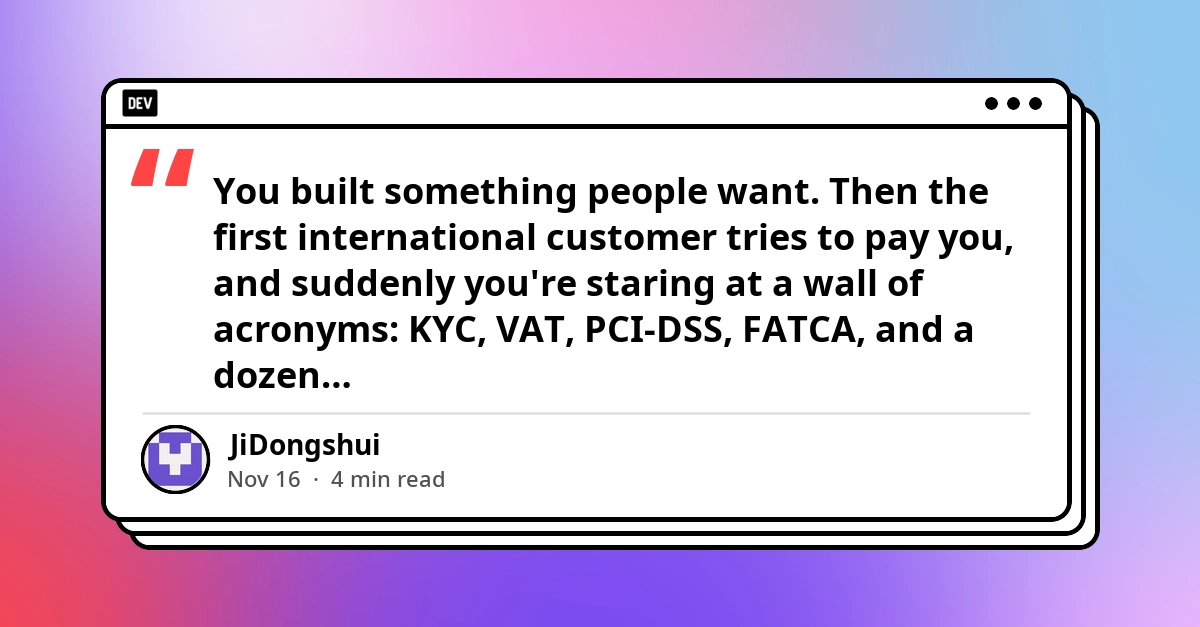 DEV
“
You built something people want. Then the
first international customer tries to pay you,
and suddenly you're staring at a wall of
acronyms: KYC, VAT, PCI-DSS, FATCA, and a
dozen...
JiDongshui
Nov 16 · 4 min read